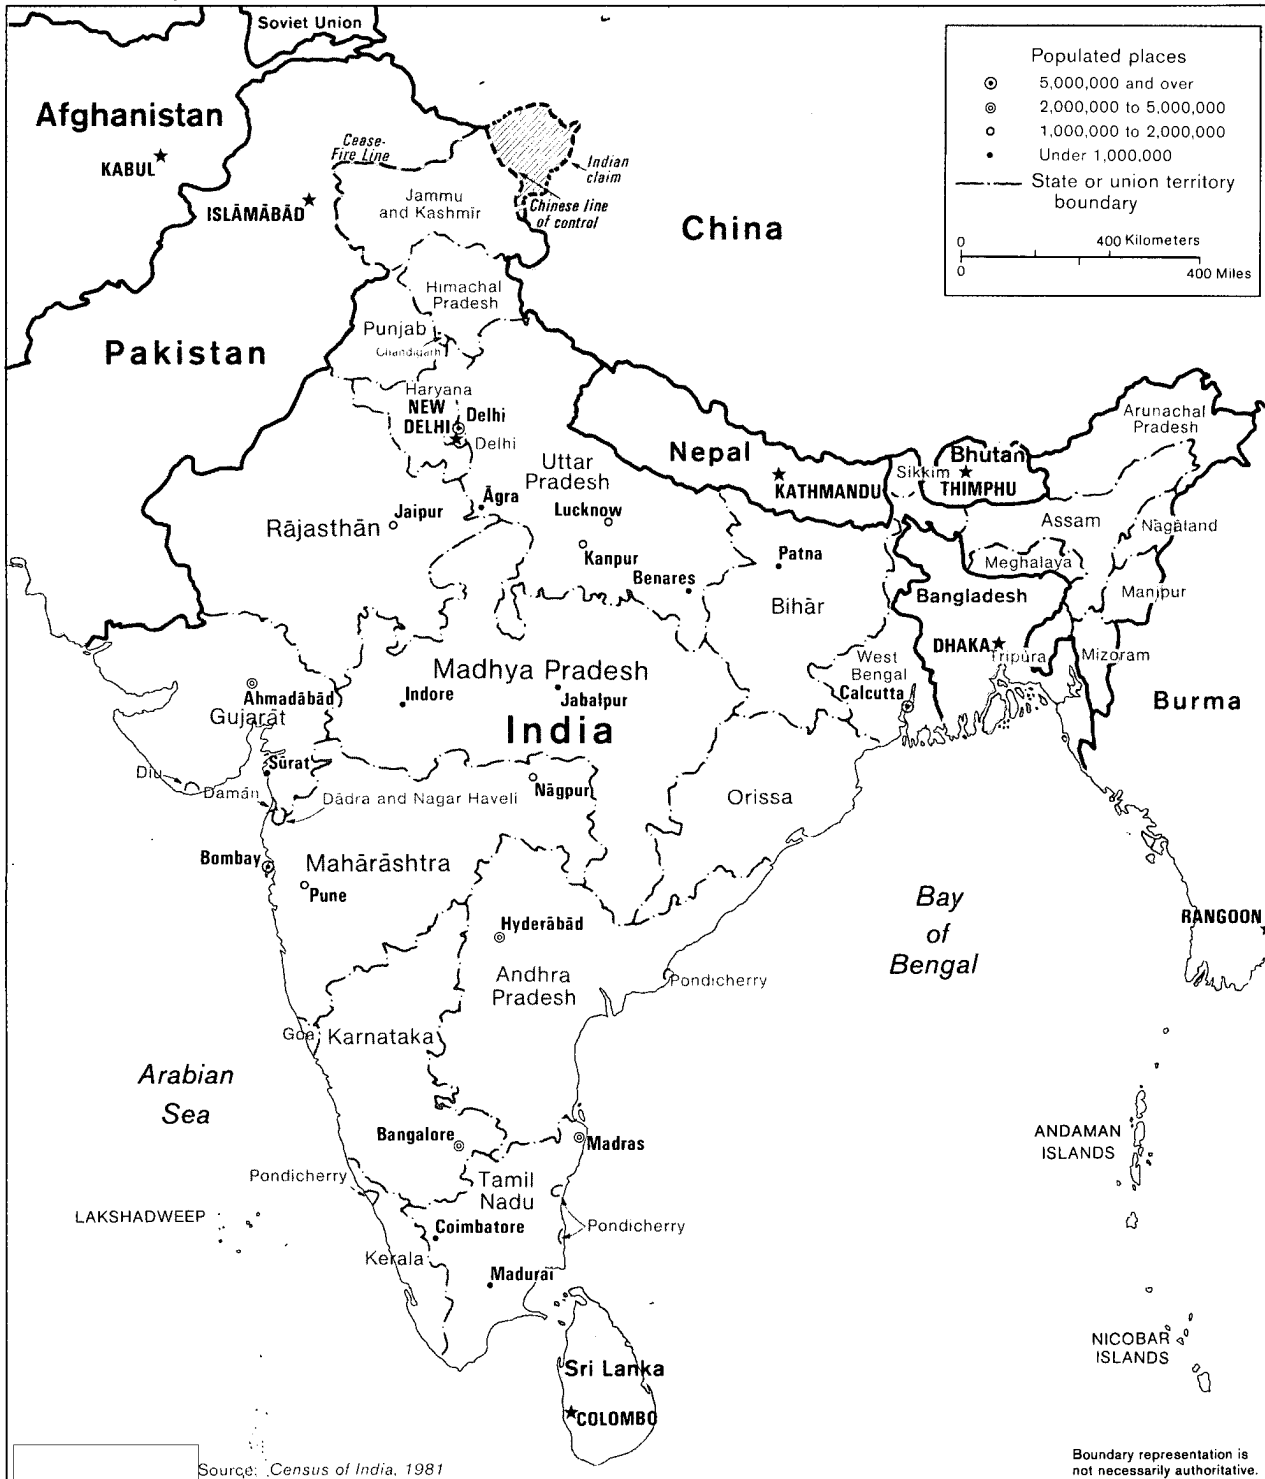 Soviet Union
Populated places
5,000,000 and over
2,000,000 to 5,000,000
1,000,000 to 2,000,000
Under 1,000,000
State or union territory
boundary
0 400 Kilometers
0 400 Miles
Afghanistan
KABUL
Cease-
Fire Line
Indian
claim
ISLĀMĀBĀD
Jammu
and Kashmīr
Chinese line
of control
China
Himachal
Pradesh
Punjab
Chandīgarh
Pakistan
Haryana
NEW
DELHI
Delhi
Delhi
Arunachal
Pradesh
Nepal
Bhutan
Uttar
Pradesh
Sikkim
KATHMANDU
THIMPHU
Āgra
Lucknow
Jaipur
Rājasthān
Assam
Nāgāland
Kanpur
Patna
Meghalaya
Benares
Bihār
Bangladesh
Manipur
DHAKA
Tripūra
Mizoram
West
Bengal
Madhya Pradesh
Calcutta
Ahmadābād
Indore
Jabalpur
Burma
Gujarāt
India
Sūrat
Diu
Damān
Dādra and Nagar Haveli
Nāgpur
Orissa
Bombay
Mahārāshtra
Pune
Bay
of
Bengal
Hyderābād
RANGOON
Andhra
Pradesh
Pondicherry
Goa
Karnataka
Arabian
Sea
Bangalore
Madras
ANDAMAN
ISLANDS
Pondicherry
Tamil
Nadu
LAKSHADWEEP
Coimbatore
Pondicherry
Kerala
Madurai
NICOBAR
ISLANDS
Sri Lanka
COLOMBO
Source: Census of India, 1981
Boundary representation is
not necessarily authoritative.